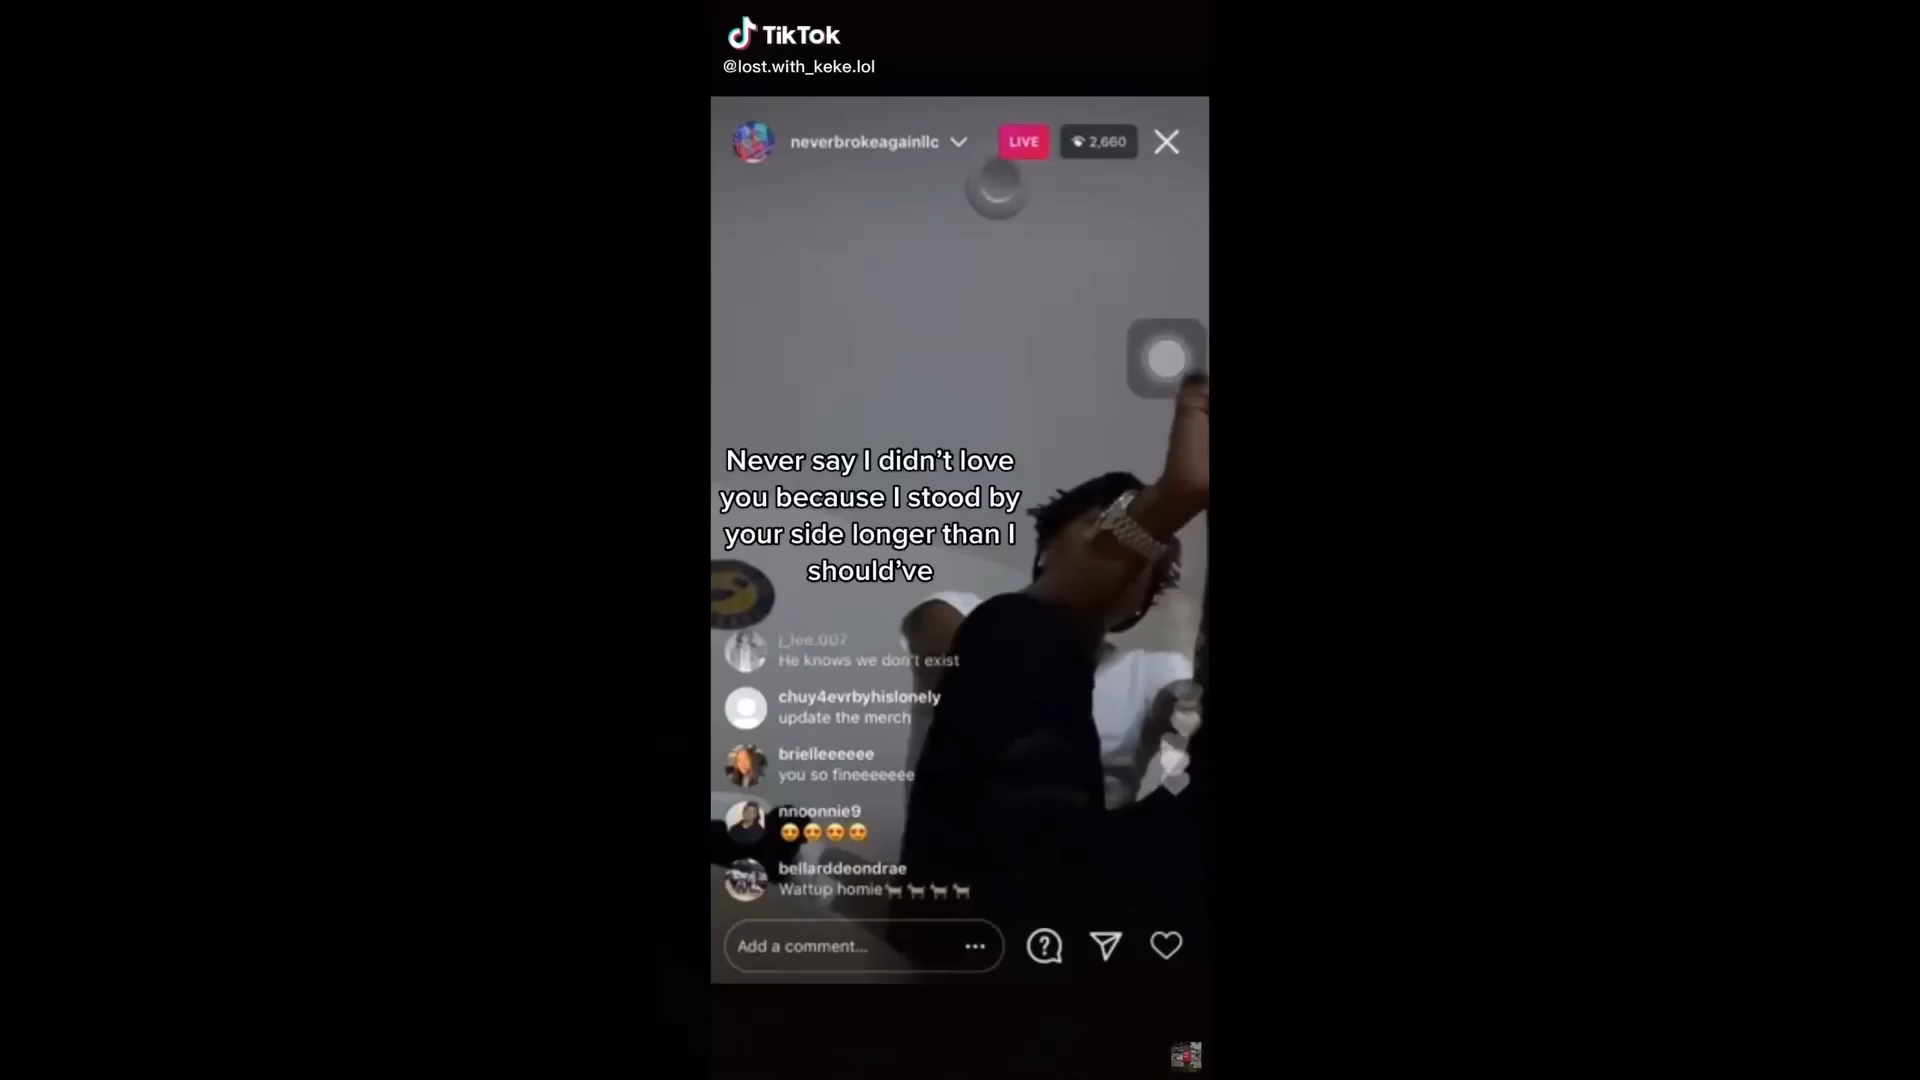 TikTok
@lost.with_keke.lol
neverbrokeagainllc
LIVE
2,660
Never say I didn't love
you because I stood by
your side longer than I
should've
j_lee.007
He knows we don't exist
chuy4evrbyhislonely
update the merch
brielleeeeee
you so fineeeeeee
nnoonnie9
😍😍😍😍
bellarddeondrae
Wattup homie🐐🐐🐐🐐
Add a comment...